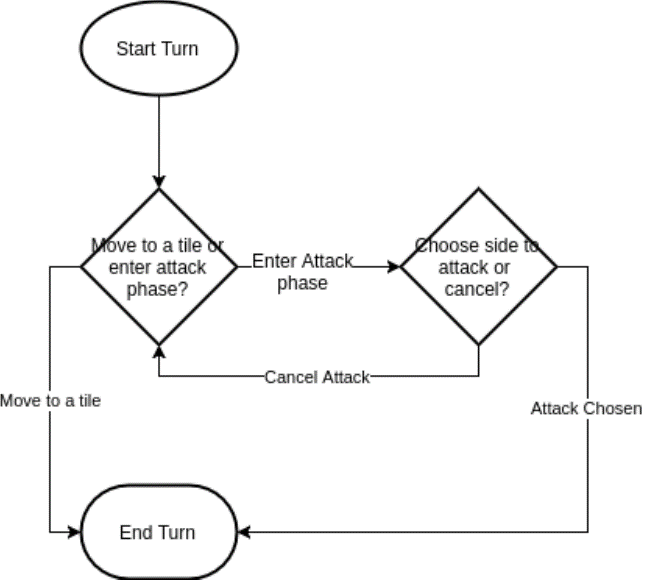 Start Turn
Move to a tile or
enter attack
phase?
Enter Attack
phase
Choose side to
attack or
cancel?
Cancel Attack
Move to a tile
Attack Chosen
End Turn